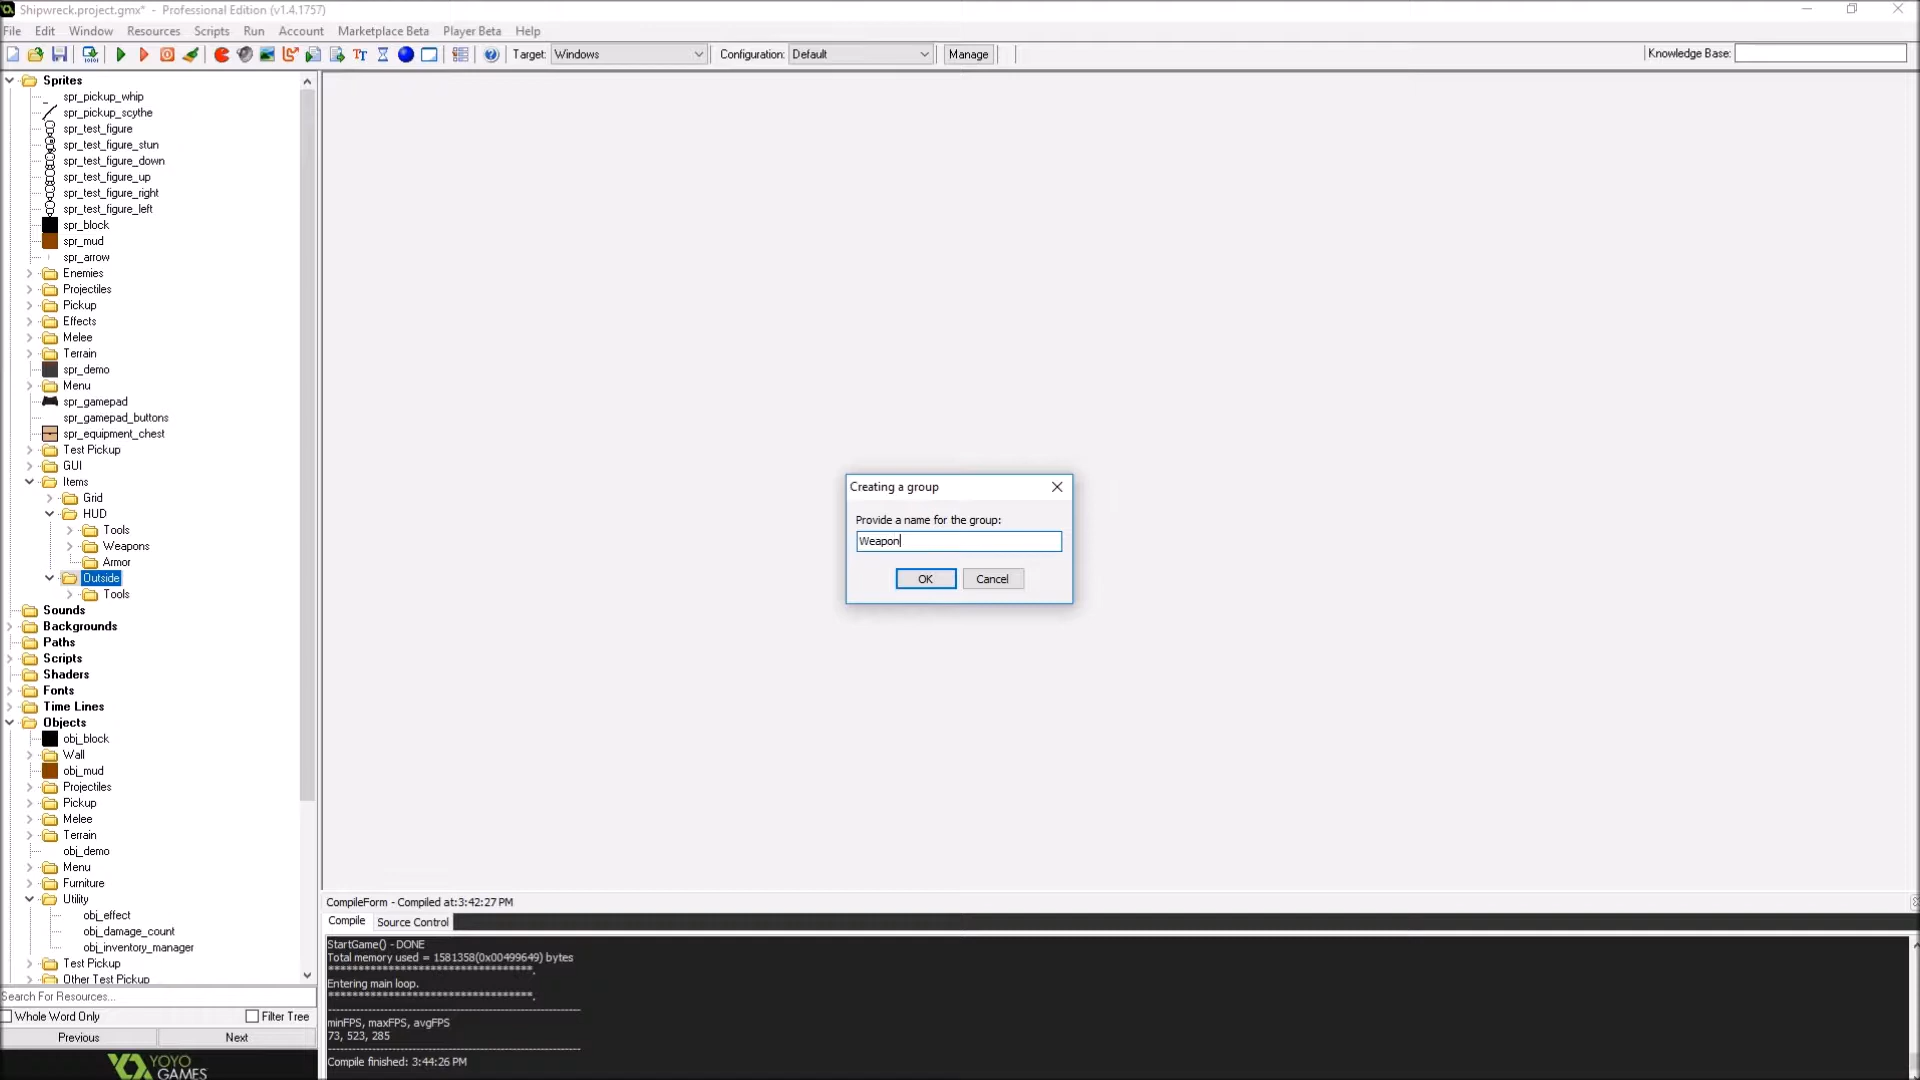 Shipwreck.project.gmx* - Professional Edition (v1.4.1757)
File Edit Window Resources Scripts Run Account Marketplace Beta Player Beta Help
Target: Windows Configuration: Default Manage Knowledge Base:
Sprites
spr_pickup_whip
spr_pickup_scythe
spr_test_figure
spr_test_figure_stun
spr_test_figure_down
spr_test_figure_up
spr_test_figure_right
spr_test_figure_left
spr_block
spr_mud
spr_arrow
Enemies
Projectiles
Pickup
Effects
Melee
Terrain
spr_demo
Menu
spr_gamepad
spr_gamepad_buttons
spr_equipment_chest
Test Pickup
GUI
Items
Grid
HUD
Tools
Weapons
Armor
Outside
Tools
Sounds
Backgrounds
Paths
Scripts
Shaders
Fonts
Time Lines
Objects
obj_block
Wall
obj_mud
Projectiles
Pickup
Melee
Terrain
obj_demo
Menu
Furniture
Utility
obj_effect
obj_damage_count
obj_inventory_manager
Test Pickup
Other Test Pickup
Search For Resources...
Whole Word Only Filter Tree
Previous Next
YOYO
GAMES
Creating a group
Provide a name for the group:
Weapon
OK Cancel
CompileForm - Compiled at:3:42:27 PM
Compile Source Control
StartGame() - DONE
Total memory used = 1581358(0x00499649) bytes
***********************************.
Entering main loop.
***********************************.
minFPS, maxFPS, avgFPS
73, 523, 285
Compile finished: 3:44:26 PM